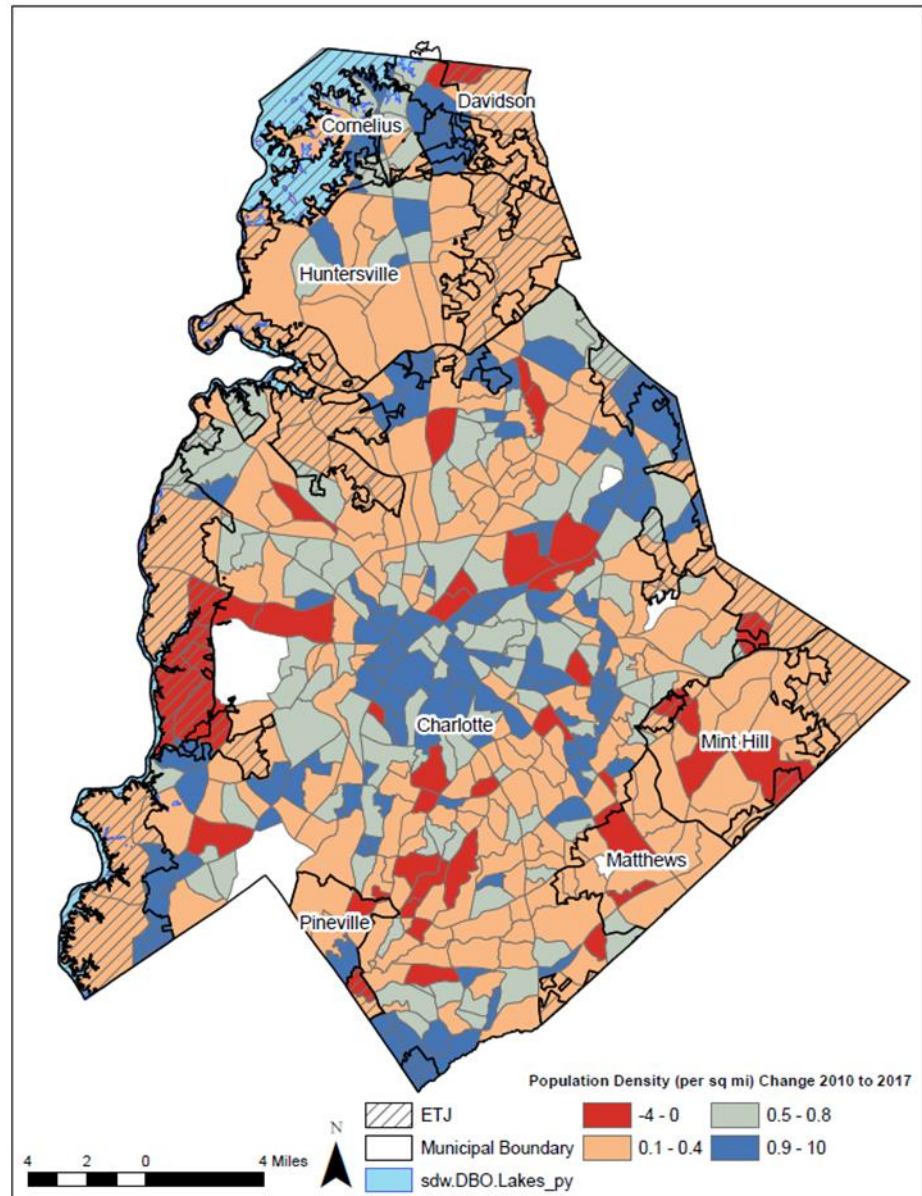 Davidson
Cornelius
Huntersville
Charlotte
Mint Hill
Matthews
Pineville
Population Density (per sq mi) Change 2010 to 2017
ETJ
-4 - 0
0.5 - 0.8
Municipal Boundary
0.1 - 0.4
0.9 - 10
sdw.DBO.Lakes_py
N
4 2 0 4 Miles